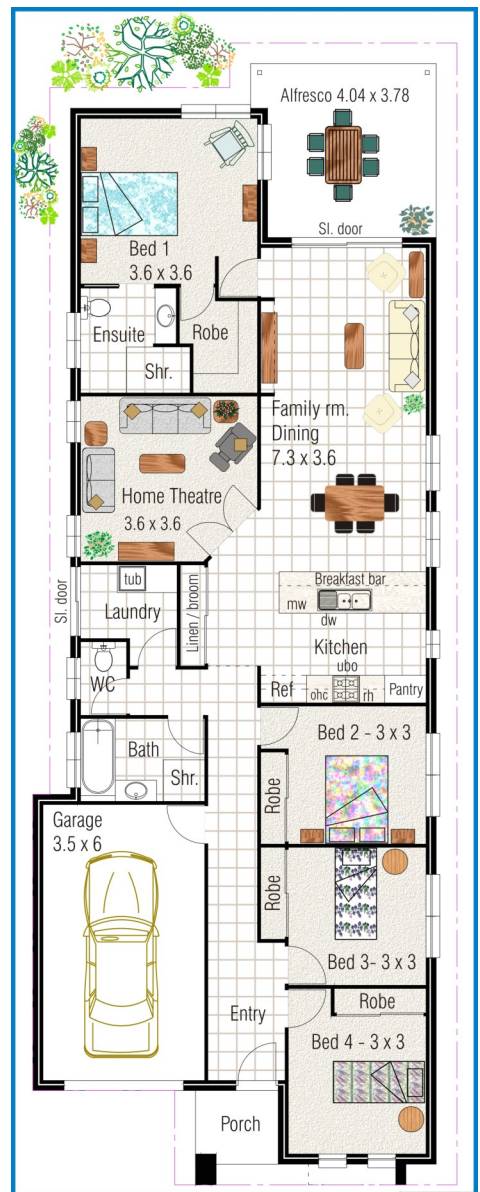 Alfresco 4.04 x 3.78
Sl. door
Bed 1
3.6 x 3.6
Ensuite
Robe
Shr.
Family rm.
Dining
7.3 x 3.6
Home Theatre
3.6 x 3.6
Sl. door
tub
Laundry
Linen / broom
Breakfast bar
mw
dw
Kitchen
ubo
WC
Ref
ohc
rh
Pantry
Bath
Shr.
Bed 2 - 3 x 3
Robe
Garage
3.5 x 6
Robe
Bed 3- 3 x 3
Entry
Robe
Bed 4 - 3 x 3
Porch